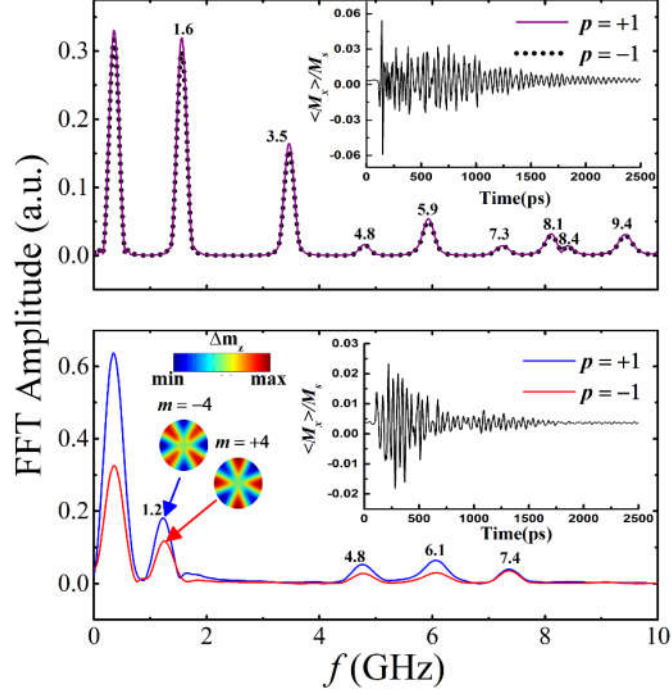 FFT Amplitude (a.u.)
0.3
0.2
0.1
0.0
1.6
3.5
4.8
5.9
7.3
8.1
8.4
9.4
p = +1
p = −1
<Mx>/Ms
0.06
0.03
0.00
-0.03
-0.06
0 500 1000 1500 2000 2500
Time(ps)
0.6
0.4
0.2
0.0
Δmz
min max
m = −4
m = +4
1.2
4.8
6.1
7.4
p = +1
p = −1
<Mx>/Ms
0.03
0.02
0.01
0.00
-0.01
-0.02
0 500 1000 1500 2000 2500
Time(ps)
0 2 4 6 8 10
f (GHz)